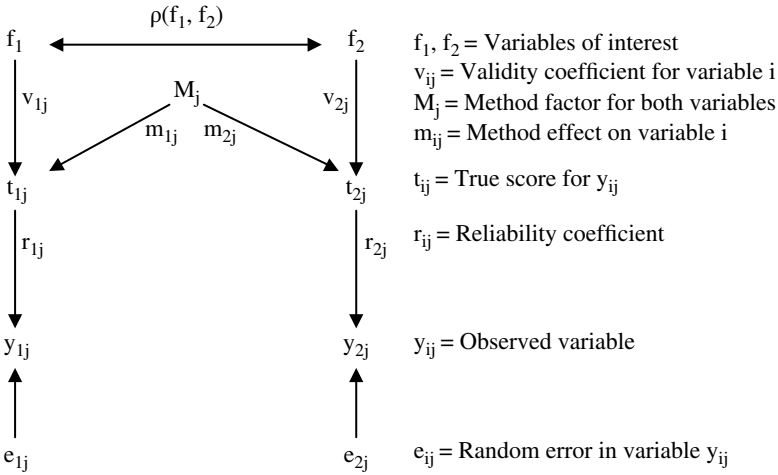 ρ(f₁, f₂)
f₁ f₂ f₁, f₂ = Variables of interest
v₁ⱼ Mⱼ v₂ⱼ vᵢⱼ = Validity coefficient for variable i
Mⱼ = Method factor for both variables
m₁ⱼ m₂ⱼ mᵢⱼ = Method effect on variable i
t₁ⱼ t₂ⱼ tᵢⱼ = True score for yᵢⱼ
r₁ⱼ r₂ⱼ rᵢⱼ = Reliability coefficient
y₁ⱼ y₂ⱼ yᵢⱼ = Observed variable
e₁ⱼ e₂ⱼ eᵢⱼ = Random error in variable yᵢⱼ